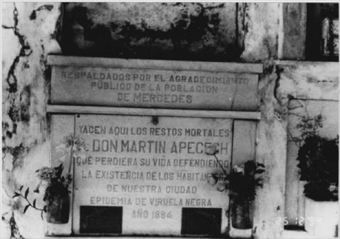 RESPALDADOS POR EL AGRADECIMIENTO
PUBLICO DE LA POBLACION
DE MERCEDES
YACEN AQUI LOS RESTOS MORTALES
DON MARTIN APECECH
QUE PERDIERA SU VIDA DEFENDIENDO
LA EXISTENCIA DE LOS HABITAN
DE NUESTRA CIUDAD
EPIDEMIA DE VIRUELA NEGRA
AÑO 1884